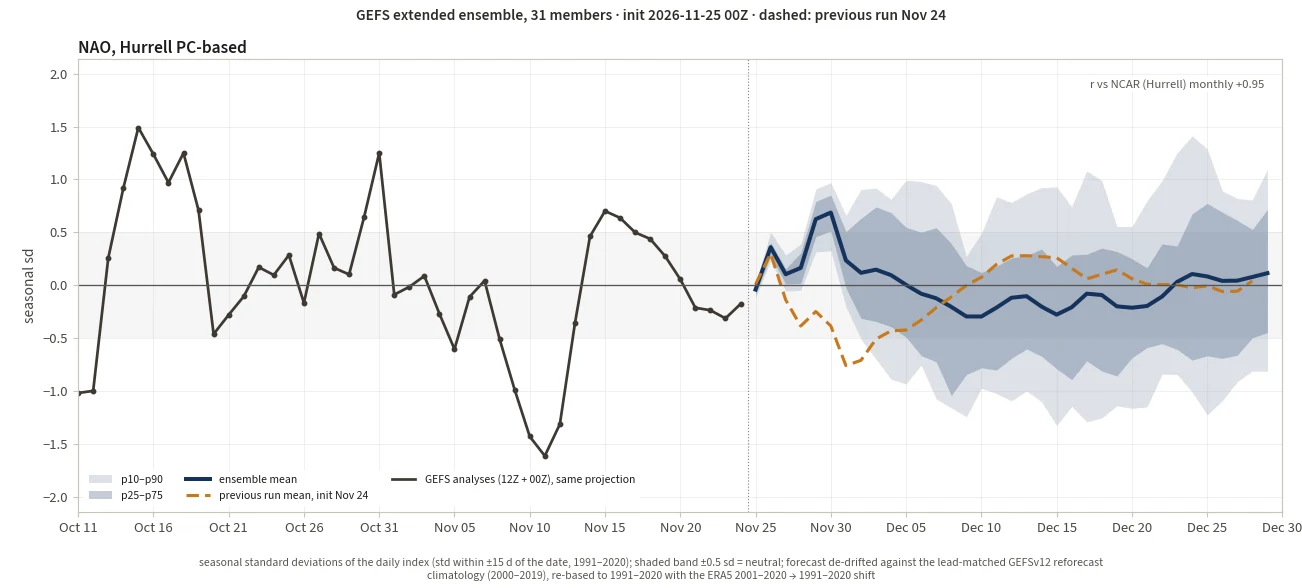 GEFS extended ensemble, 31 members · init 2026-11-25 00Z · dashed: previous run Nov 24
NAO, Hurrell PC-based
r vs NCAR (Hurrell) monthly +0.95
seasonal sd
2.0
1.5
1.0
0.5
0.0
−0.5
−1.0
−1.5
−2.0
p10–p90
p25–p75
ensemble mean
previous run mean, init Nov 24
GEFS analyses (12Z + 00Z), same projection
Oct 11 Oct 16 Oct 21 Oct 26 Oct 31 Nov 05 Nov 10 Nov 15 Nov 20 Nov 25 Nov 30 Dec 05 Dec 10 Dec 15 Dec 20 Dec 25 Dec 30
seasonal standard deviations of the daily index (std within ±15 d of the date, 1991–2020); shaded band ±0.5 sd = neutral; forecast de-drifted against the lead-matched GEFSv12 reforecast
climatology (2000–2019), re-based to 1991–2020 with the ERA5 2001–2020 → 1991–2020 shift